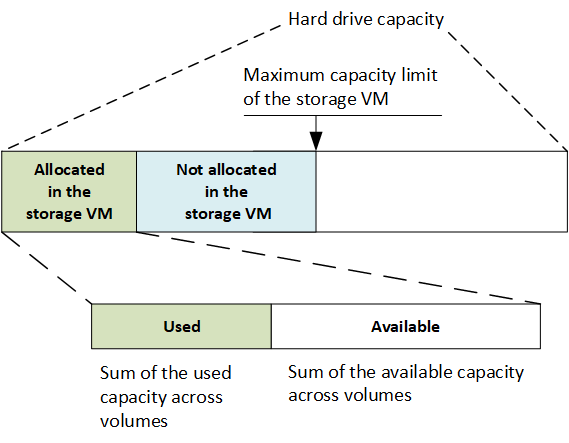 Hard drive capacity
Maximum capacity limit
of the storage VM
Allocated
in the
storage VM
Not allocated
in the
storage VM
Used
Available
Sum of the used
capacity across
volumes
Sum of the available capacity
across volumes